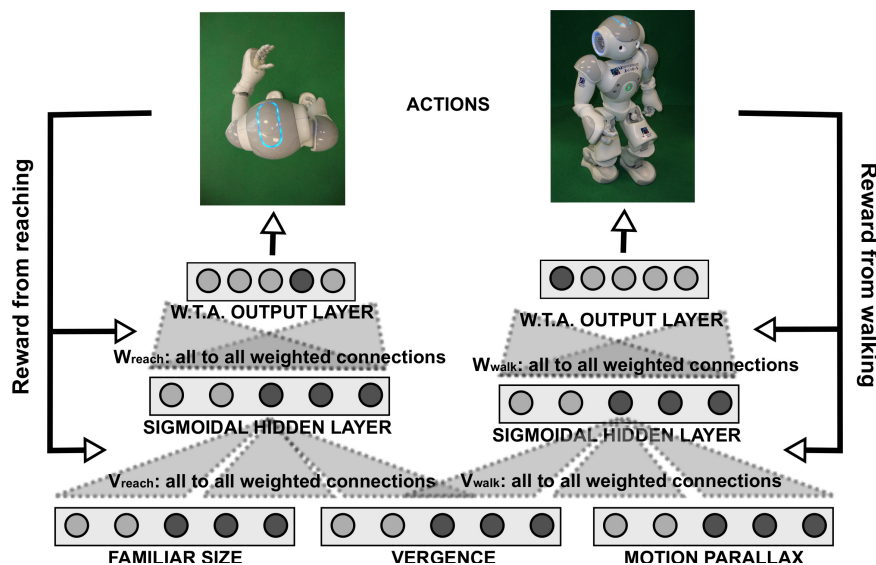 ACTIONS
Reward from reaching
Reward from walking
W.T.A. OUTPUT LAYER
W.T.A. OUTPUT LAYER
Wreach: all to all weighted connections
Wwalk: all to all weighted connections
SIGMOIDAL HIDDEN LAYER
SIGMOIDAL HIDDEN LAYER
Vreach: all to all weighted connections
Vwalk: all to all weighted connections
FAMILIAR SIZE
VERGENCE
MOTION PARALLAX